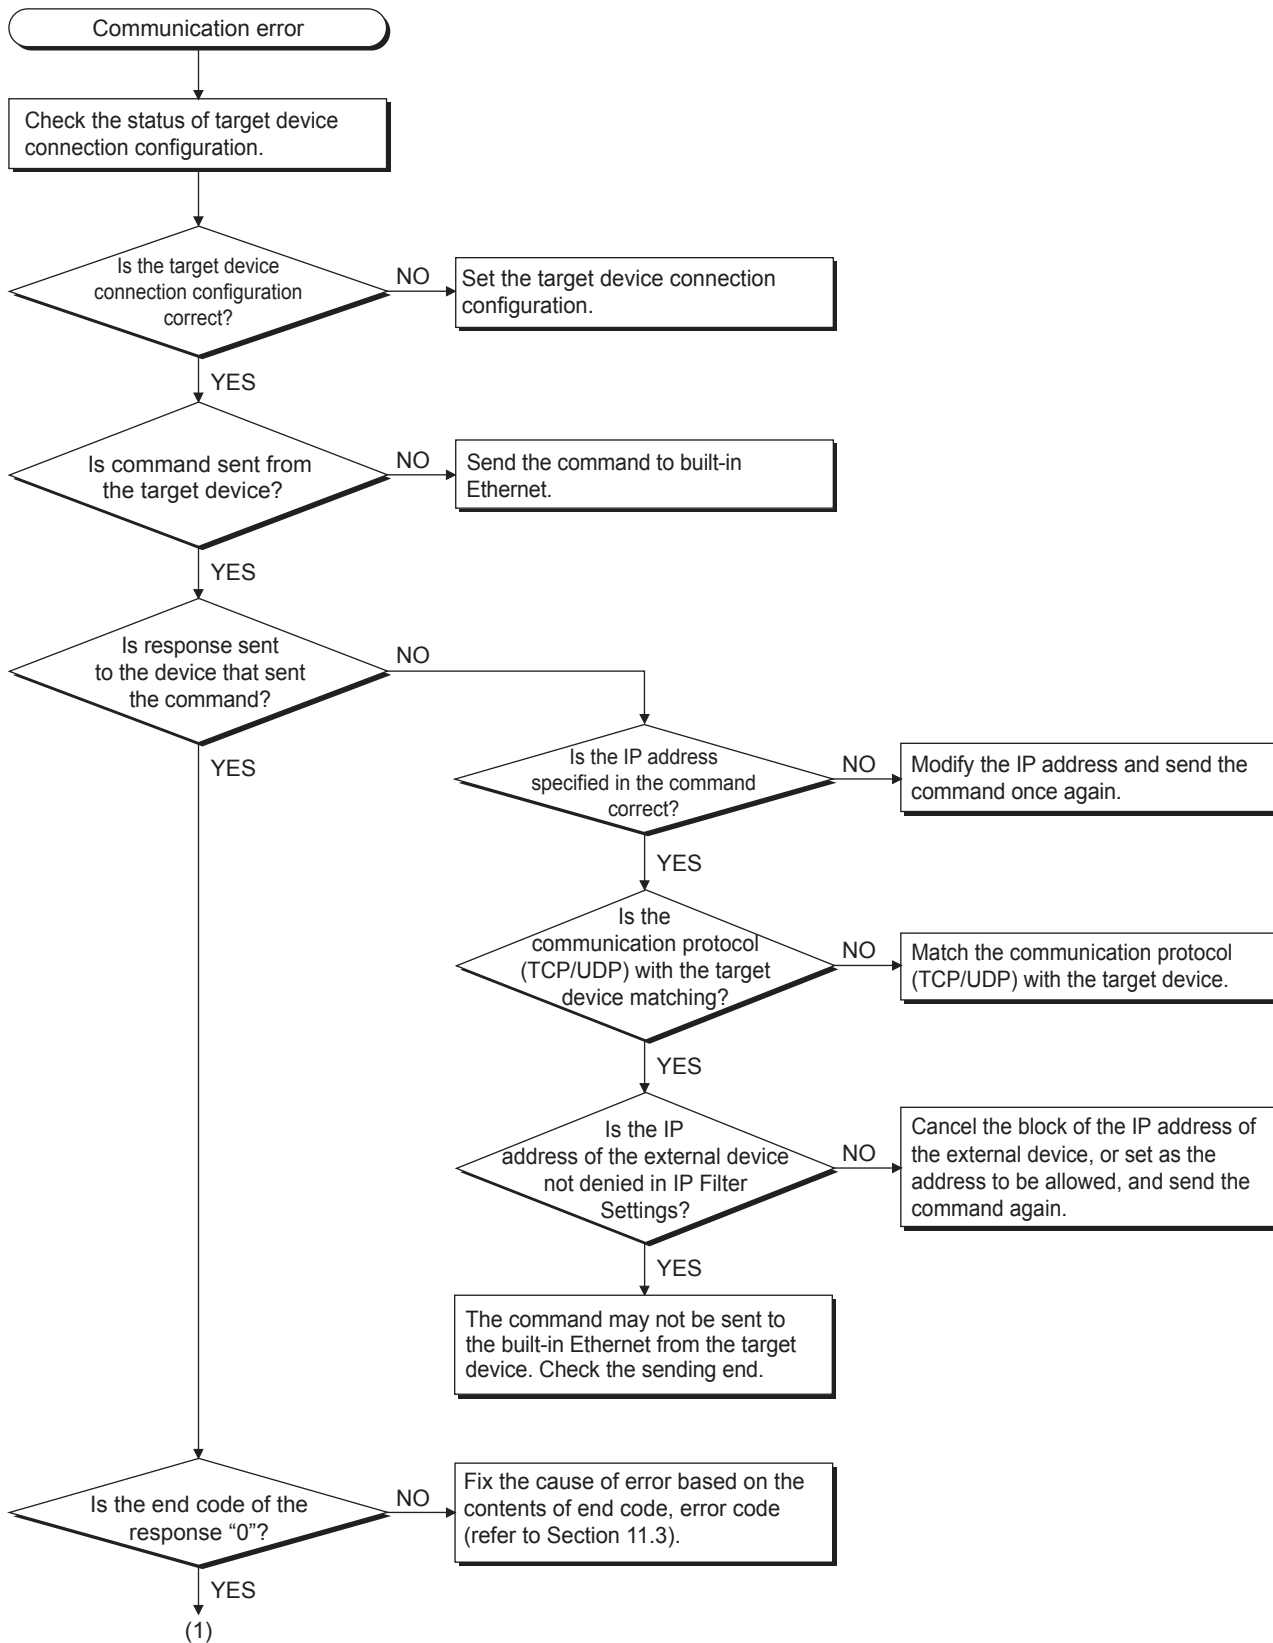 Communication error
Check the status of target device
connection configuration.
Is the target device
connection configuration
correct?
NO
Set the target device connection
configuration.
YES
Is command sent from
the target device?
NO
Send the command to built-in
Ethernet.
YES
Is response sent
to the device that sent
the command?
NO
YES
Is the IP address
specified in the command
correct?
NO
Modify the IP address and send the
command once again.
YES
Is the
communication protocol
(TCP/UDP) with the target
device matching?
NO
Match the communication protocol
(TCP/UDP) with the target device.
YES
Is the IP
address of the external device
not denied in IP Filter
Settings?
NO
Cancel the block of the IP address of
the external device, or set as the
address to be allowed, and send the
command again.
YES
The command may not be sent to
the built-in Ethernet from the target
device. Check the sending end.
Is the end code of the
response “0”?
NO
Fix the cause of error based on the
contents of end code, error code
(refer to Section 11.3).
YES
(1)